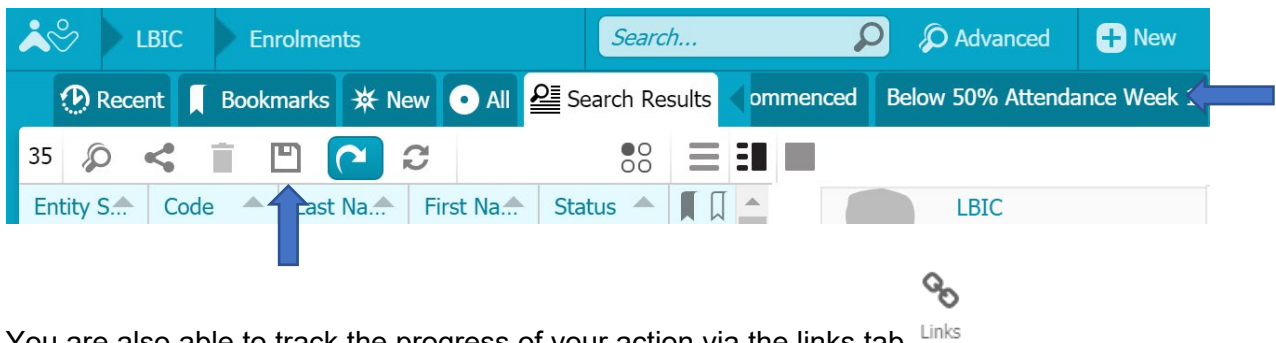 LBIC Enrolments Search... Advanced New
Recent Bookmarks New All Search Results ommenced Below 50% Attendance Week
35
Entity S... Code Last Na... First Na... Status LBIC
Links
You are also able to track the progress of your action via the links tab